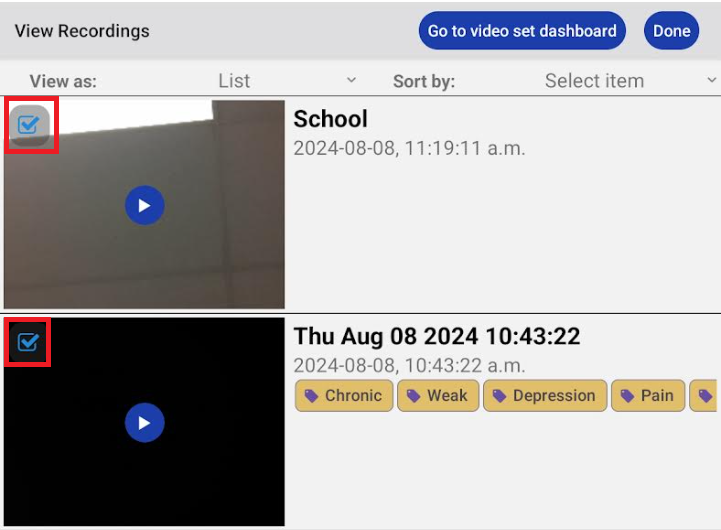 View Recordings
Go to video set dashboard
Done
View as:
List
Sort by:
Select item
School
2024-08-08, 11:19:11 a.m.
Thu Aug 08 2024 10:43:22
2024-08-08, 10:43:22 a.m.
Chronic
Weak
Depression
Pain